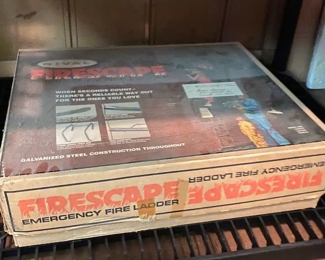 RIVAL
FIRESCAPE
WHEN SECONDS COUNT-
THERE'S A RELIABLE WAY OUT
FOR THE ONES YOU LOVE
GALVANIZED STEEL CONSTRUCTION THROUGHOUT
FIRESCAPE
EMERGENCY FIRE LADDER
FIRESCAPE
EMERGENCY FIRE LADDER